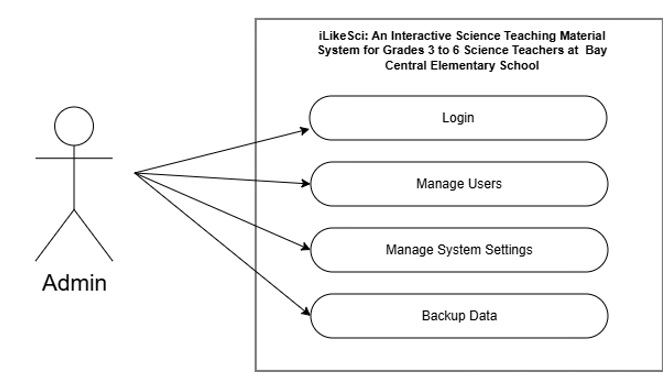 iLikeSci: An Interactive Science Teaching Material
System for Grades 3 to 6 Science Teachers at Bay
Central Elementary School
Login
Manage Users
Manage System Settings
Backup Data
Admin